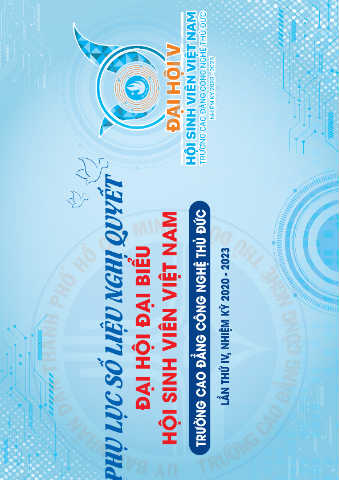 ĐẠI HỘI V
HỘI SINH VIÊN VIỆT NAM
TRƯỜNG CAO ĐẲNG CÔNG NGHỆ THỦ ĐỨC
PHỤ LỤC SỐ LIỆU NGHỊ QUYẾT
ĐẠI HỘI ĐẠI BIỂU
HỘI SINH VIÊN VIỆT NAM
TRƯỜNG CAO ĐẲNG CÔNG NGHỆ THỦ ĐỨC
LẦN THỨ IV, NHIỆM KỲ 2020 - 2023